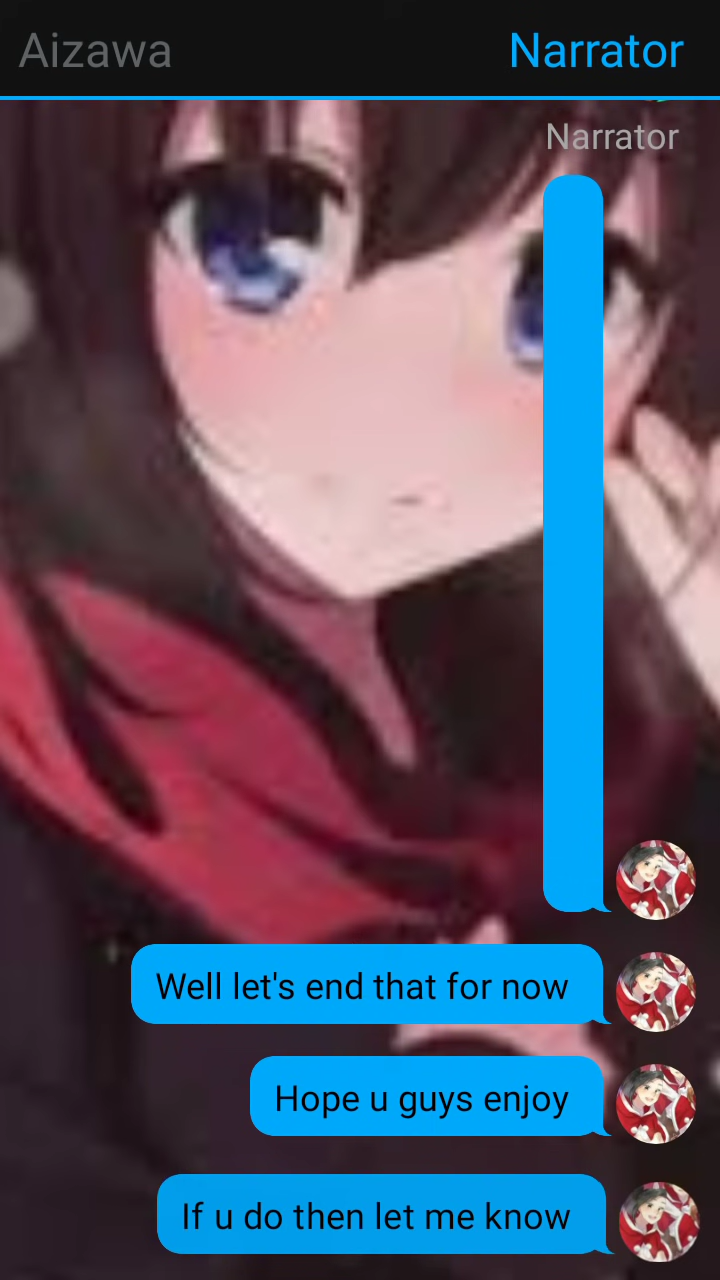 Aizawa
Narrator
Narrator
Well let's end that for now
Hope u guys enjoy
If u do then let me know